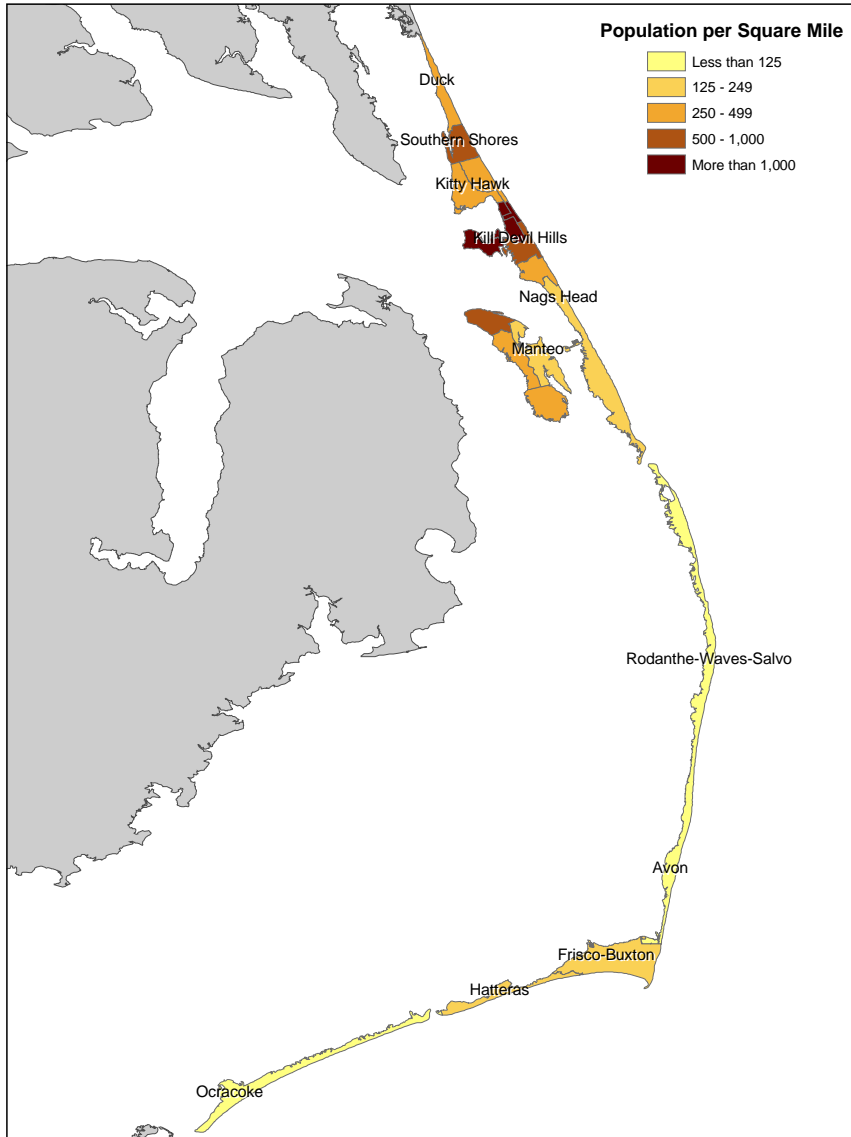 Population per Square Mile
Less than 125
125 - 249
250 - 499
500 - 1,000
More than 1,000
Duck
Southern Shores
Kitty Hawk
Kill Devil Hills
Nags Head
Manteo
Rodanthe-Waves-Salvo
Avon
Frisco-Buxton
Hatteras
Ocracoke